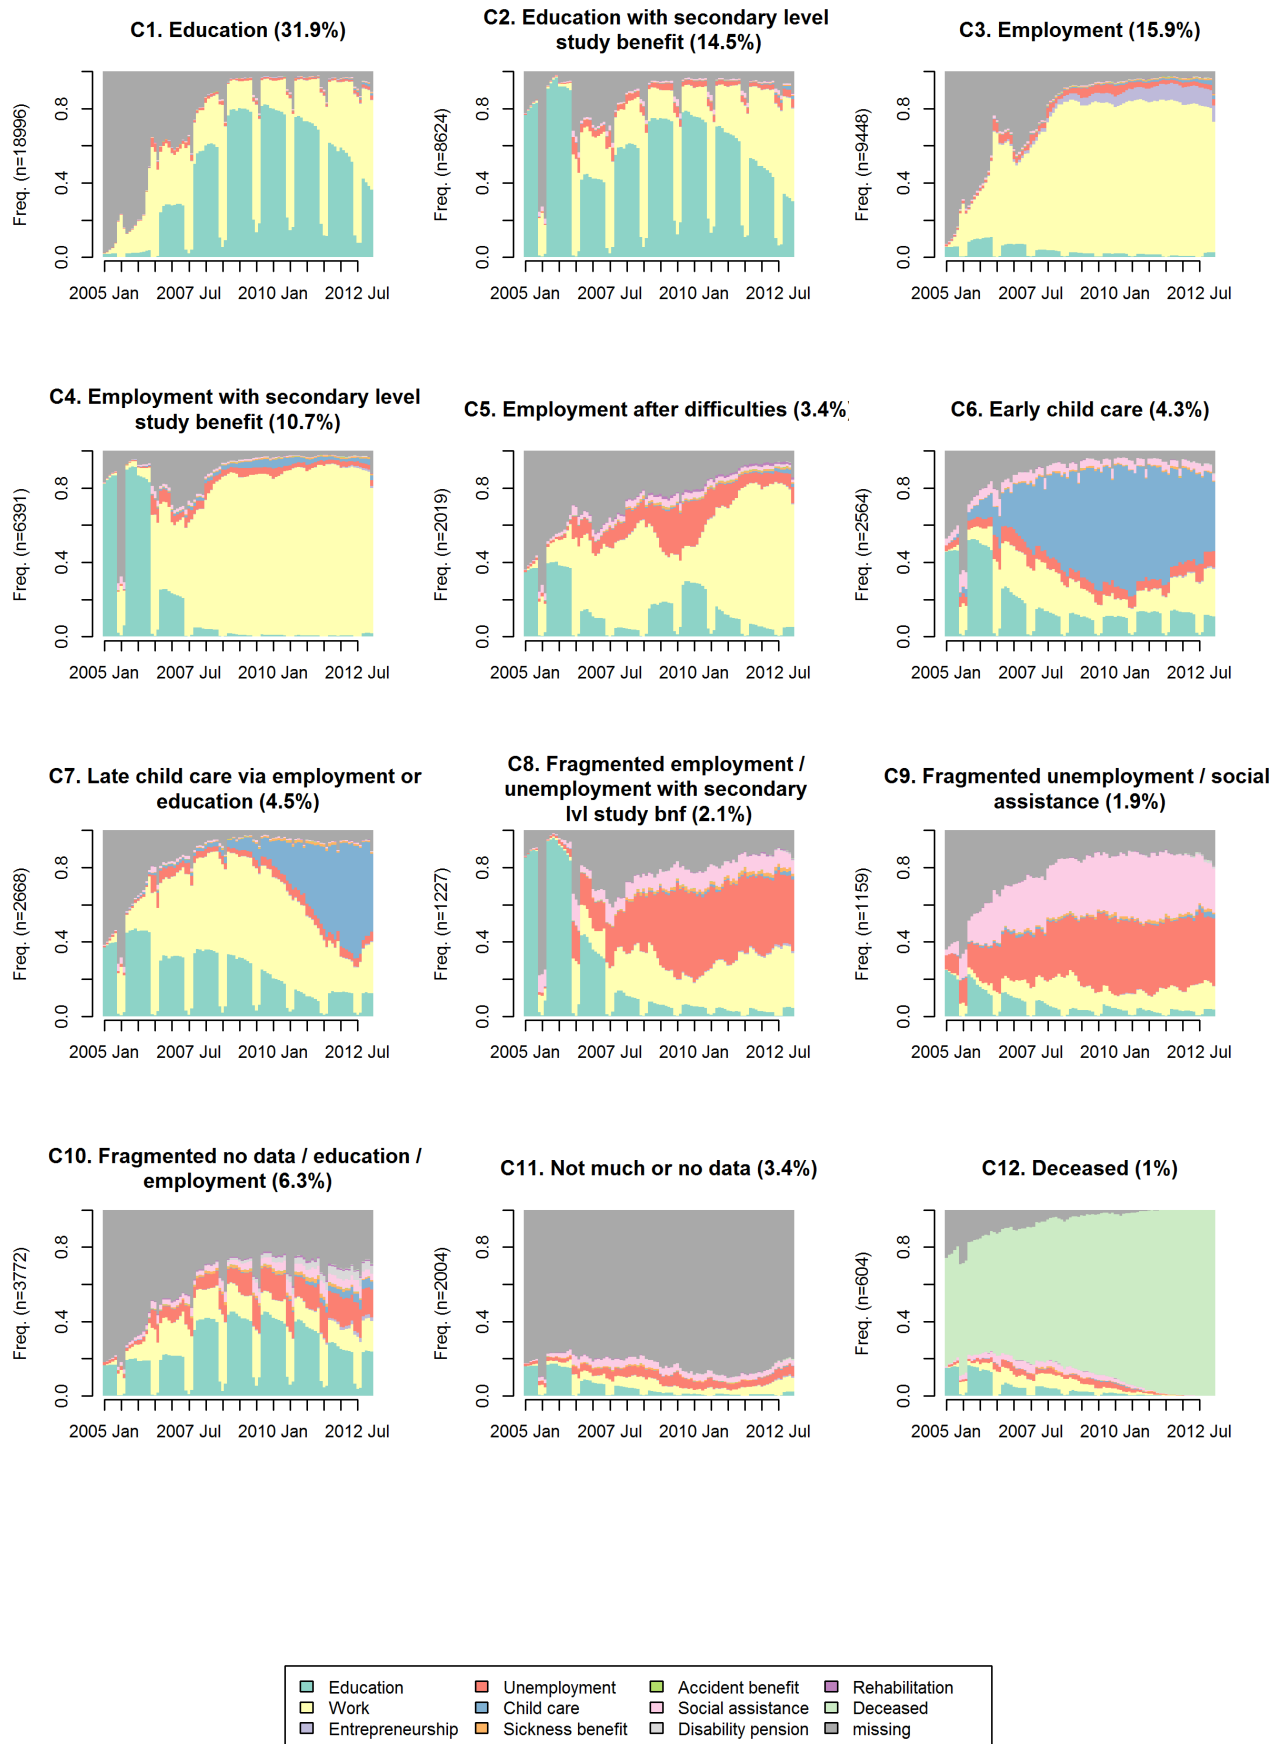 C1. Education (31.9%)
Freq. (n=18996)
0.0 0.4 0.8
2005 Jan 2007 Jul 2010 Jan 2012 Jul
C2. Education with secondary level
study benefit (14.5%)
Freq. (n=8624)
0.0 0.4 0.8
2005 Jan 2007 Jul 2010 Jan 2012 Jul
C3. Employment (15.9%)
Freq. (n=9448)
0.0 0.4 0.8
2005 Jan 2007 Jul 2010 Jan 2012 Jul
C4. Employment with secondary level
study benefit (10.7%)
Freq. (n=6391)
0.0 0.4 0.8
2005 Jan 2007 Jul 2010 Jan 2012 Jul
C5. Employment after difficulties (3.4%)
Freq. (n=2019)
0.0 0.4 0.8
2005 Jan 2007 Jul 2010 Jan 2012 Jul
C6. Early child care (4.3%)
Freq. (n=2564)
0.0 0.4 0.8
2005 Jan 2007 Jul 2010 Jan 2012 Jul
C7. Late child care via employment or
education (4.5%)
Freq. (n=2668)
0.0 0.4 0.8
2005 Jan 2007 Jul 2010 Jan 2012 Jul
C8. Fragmented employment /
unemployment with secondary
lvl study bnf (2.1%)
Freq. (n=1227)
0.0 0.4 0.8
2005 Jan 2007 Jul 2010 Jan 2012 Jul
C9. Fragmented unemployment / social
assistance (1.9%)
Freq. (n=1159)
0.0 0.4 0.8
2005 Jan 2007 Jul 2010 Jan 2012 Jul
C10. Fragmented no data / education /
employment (6.3%)
Freq. (n=3772)
0.0 0.4 0.8
2005 Jan 2007 Jul 2010 Jan 2012 Jul
C11. Not much or no data (3.4%)
Freq. (n=2004)
0.0 0.4 0.8
2005 Jan 2007 Jul 2010 Jan 2012 Jul
C12. Deceased (1%)
Freq. (n=604)
0.0 0.4 0.8
2005 Jan 2007 Jul 2010 Jan 2012 Jul
Education Unemployment Accident benefit Rehabilitation
Work Child care Social assistance Deceased
Entrepreneurship Sickness benefit Disability pension missing